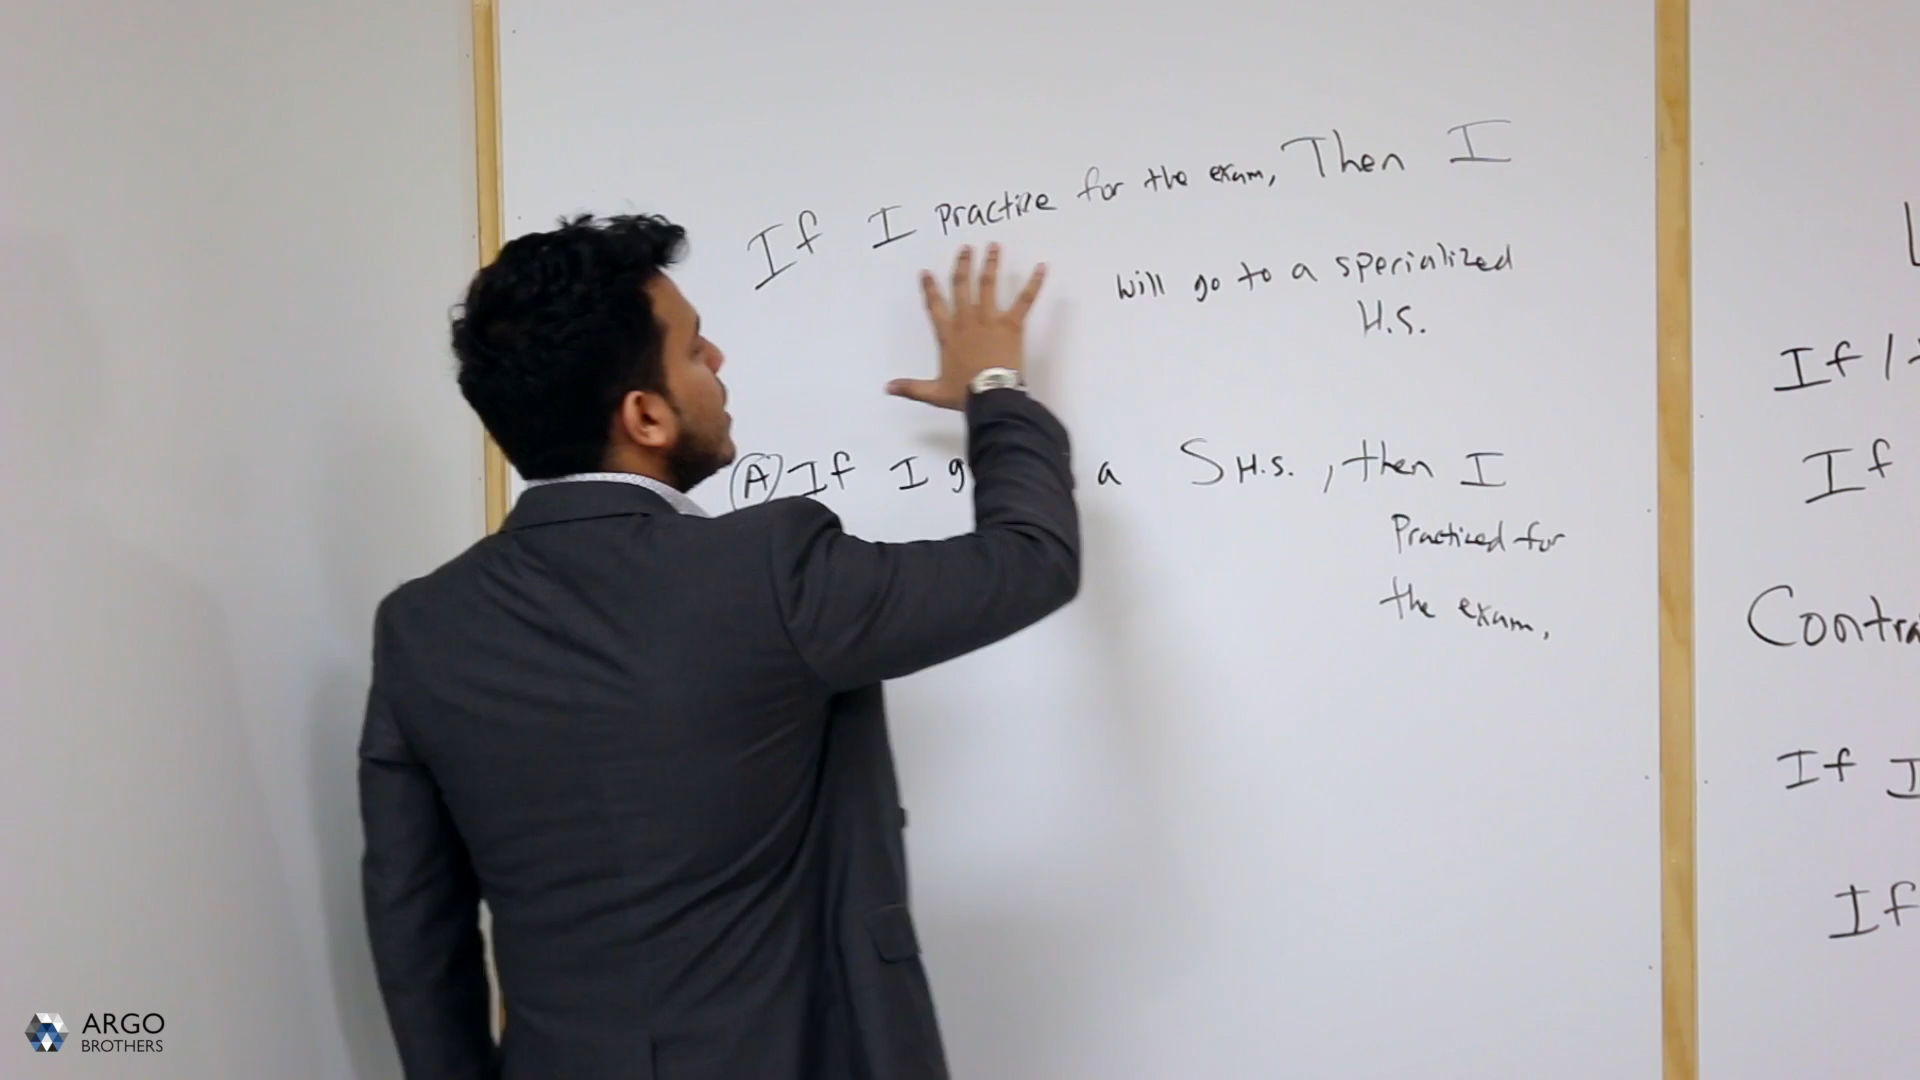 If I practice for the exam, Then I
will go to a specialized
H.S.
A If I g a S H.S., then I
Practiced for
the exam.
If
If
Contra
If I
If
ARGO
BROTHERS